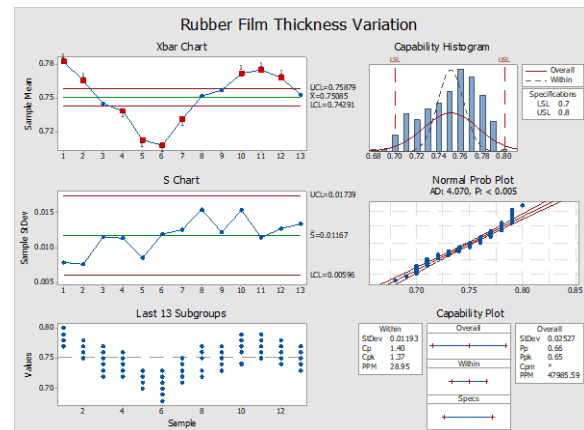 Rubber Film Thickness Variation
Xbar Chart
Sample Mean
0.78
0.75
0.72
UCL=0.75879
X=0.75085
LCL=0.74291
1 2 3 4 5 6 7 8 9 10 11 12 13
Capability Histogram
LSL
USL
0.68 0.70 0.72 0.74 0.76 0.78 0.80
Overall
Within
Specifications
LSL 0.7
USL 0.8
S Chart
Sample StDev
0.015
0.010
0.005
UCL=0.01739
S=0.01167
LCL=0.00596
1 2 3 4 5 6 7 8 9 10 11 12 13
Normal Prob Plot
AD: 4.070, P: < 0.005
0.70 0.75 0.80 0.85
Last 13 Subgroups
Values
0.80
0.75
0.70
2 4 6 8 10 12
Sample
Capability Plot
Within
StDev 0.01193
Cp 1.40
Cpk 1.37
PPM 28.95
Overall
Within
Specs
Overall
StDev 0.02527
Pp 0.66
Ppk 0.65
Cpm *
PPM 47985.59